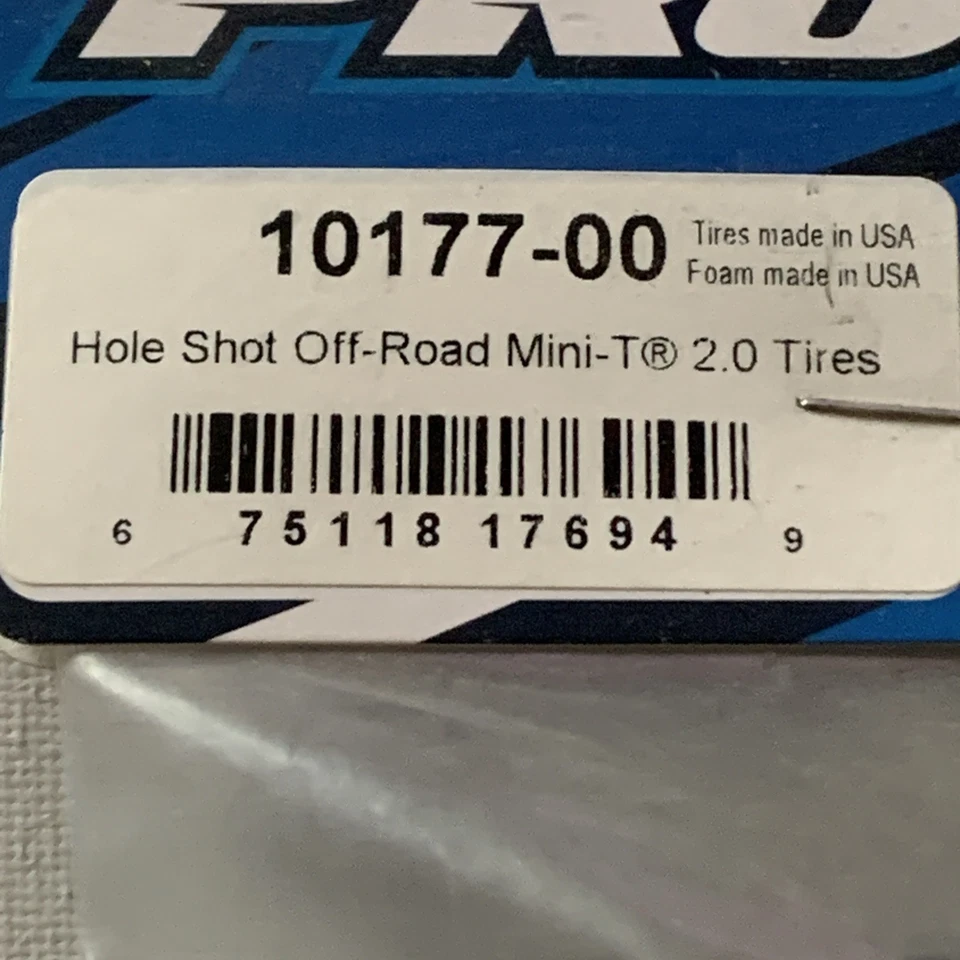 PRO
10177-00
Tires made in USA
Foam made in USA
Hole Shot Off-Road Mini-T® 2.0 Tires
6 75118 17694 9